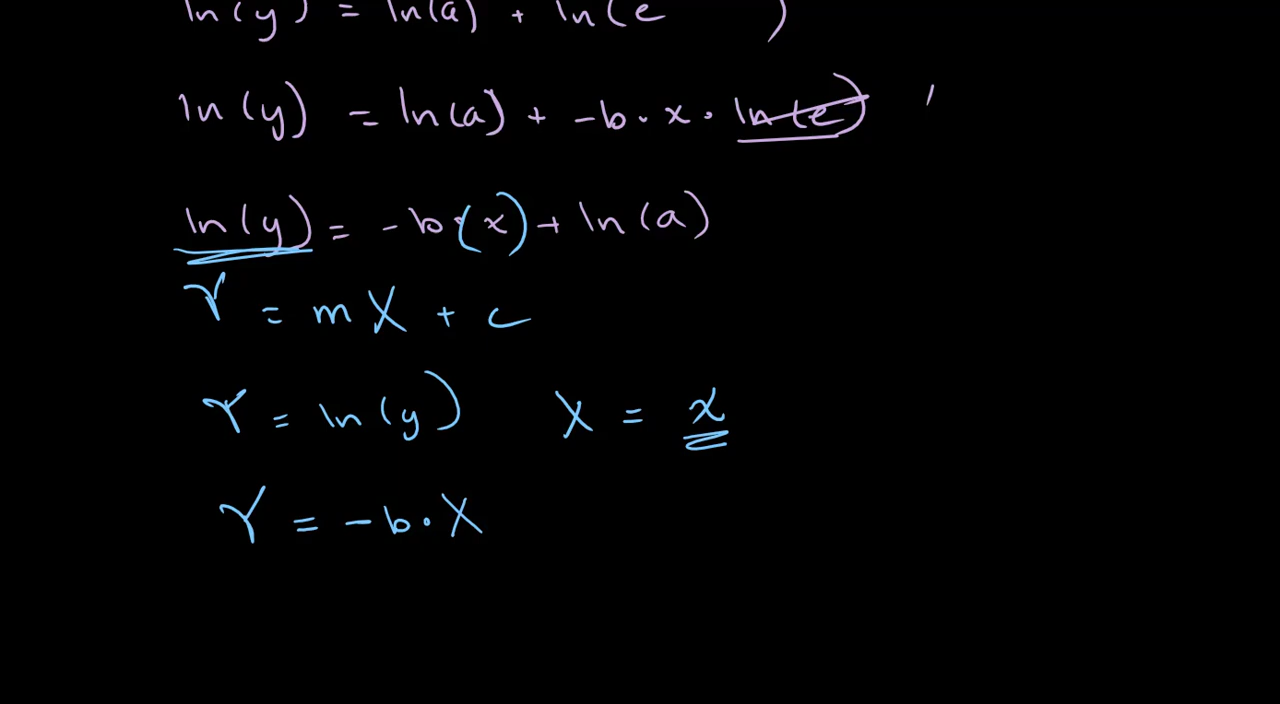 ln(y) = ln(a) + ln(e )
ln(y) = ln(a) + -b · x · ln(e)
ln(y) = -b·(x) + ln(a)
Y = mX + c
Y = ln(y) X = x
Y = -b · X